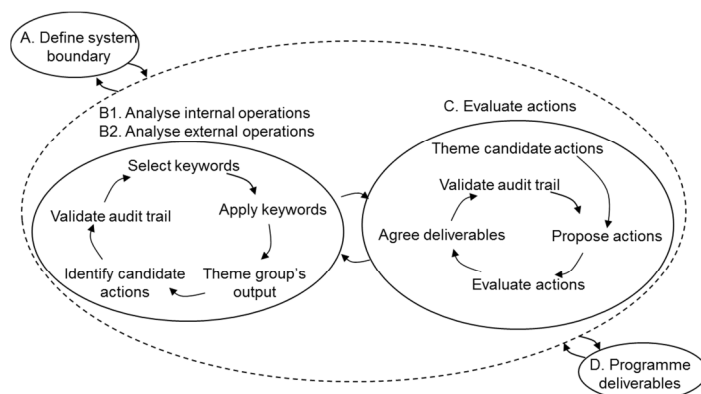 A. Define system
boundary
B1. Analyse internal operations
B2. Analyse external operations
Select keywords
Apply keywords
Theme group's
output
Identify candidate
actions
Validate audit trail
C. Evaluate actions
Theme candidate actions
Validate audit trail
Propose actions
Evaluate actions
Agree deliverables
D. Programme
deliverables